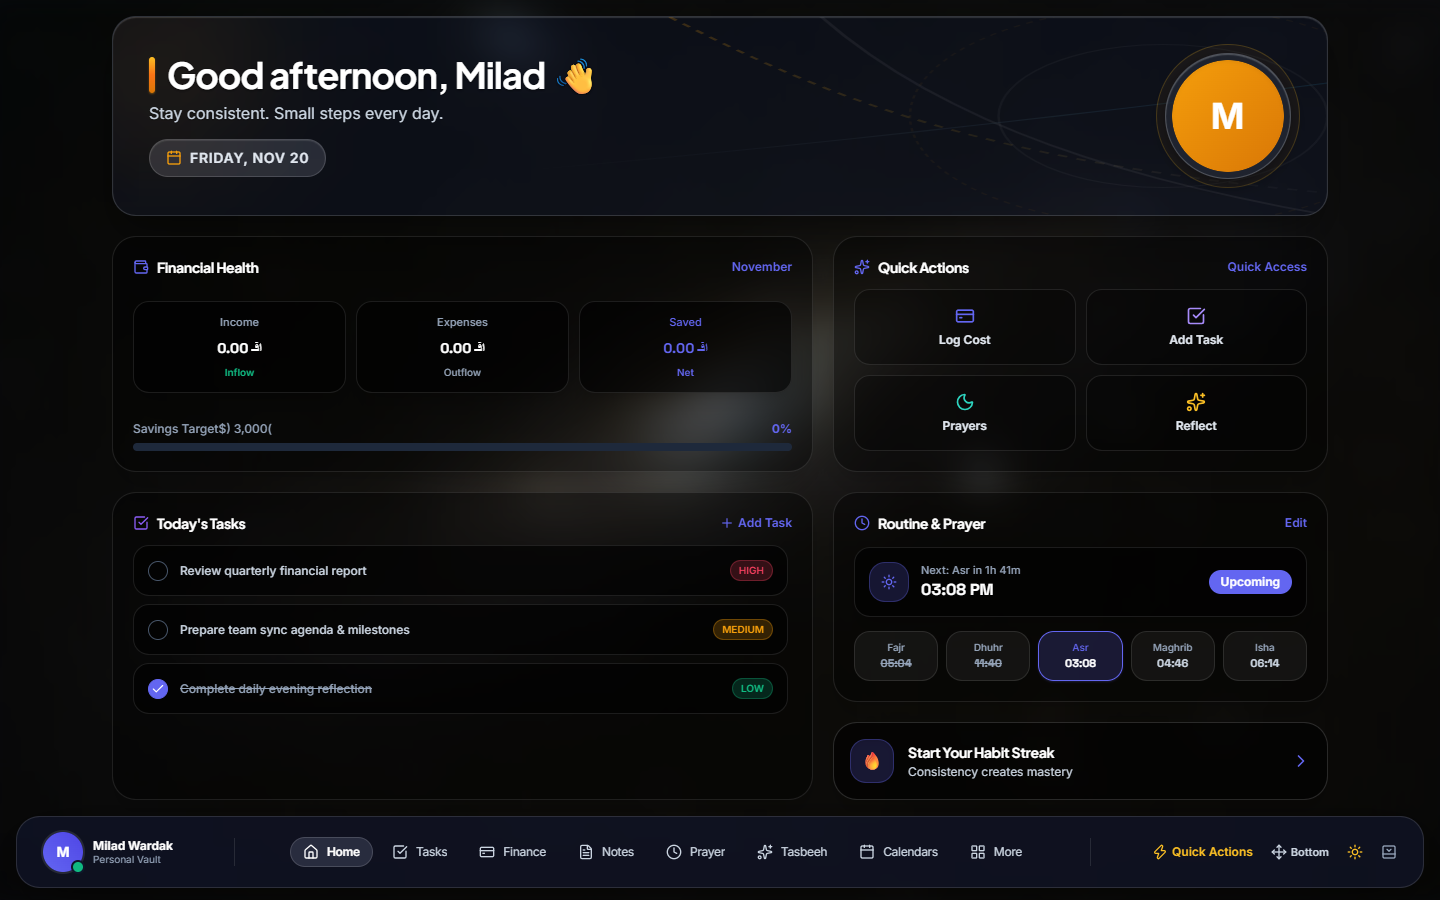 Good afternoon, Milad 👋
Stay consistent. Small steps every day.
FRIDAY, NOV 20
M
Financial Health
November
Income
0.00 اف
Inflow
Expenses
0.00 اف
Outflow
Saved
0.00 اف
Net
Savings Target$) 3,000(
0%
Quick Actions
Quick Access
Log Cost
Add Task
Prayers
Reflect
Today's Tasks
+ Add Task
Review quarterly financial report
HIGH
Prepare team sync agenda & milestones
MEDIUM
Complete daily evening reflection
LOW
Routine & Prayer
Edit
Next: Asr in 1h 41m
03:08 PM
Upcoming
Fajr
05:04
Dhuhr
11:40
Asr
03:08
Maghrib
04:46
Isha
06:14
Start Your Habit Streak
Consistency creates mastery
M
Milad Wardak
Personal Vault
Home
Tasks
Finance
Notes
Prayer
Tasbeeh
Calendars
More
Quick Actions
Bottom